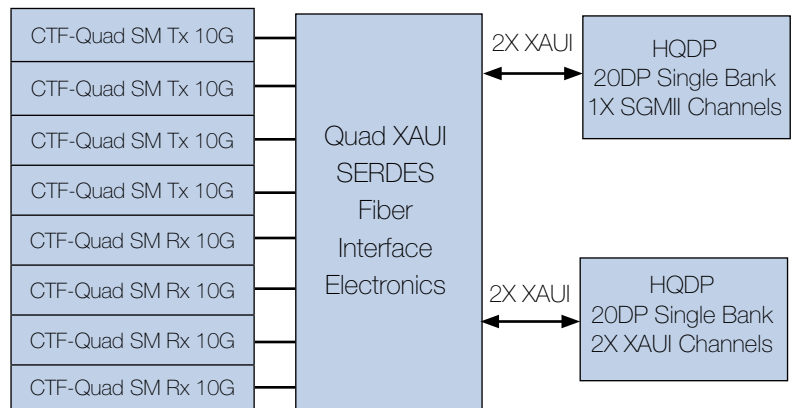 CTF-Quad SM Tx 10G
CTF-Quad SM Tx 10G
CTF-Quad SM Tx 10G
CTF-Quad SM Tx 10G
CTF-Quad SM Rx 10G
CTF-Quad SM Rx 10G
CTF-Quad SM Rx 10G
CTF-Quad SM Rx 10G
Quad XAUI
SERDES
Fiber
Interface
Electronics
2X XAUI
HQDP
20DP Single Bank
1X SGMII Channels
2X XAUI
HQDP
20DP Single Bank
2X XAUI Channels